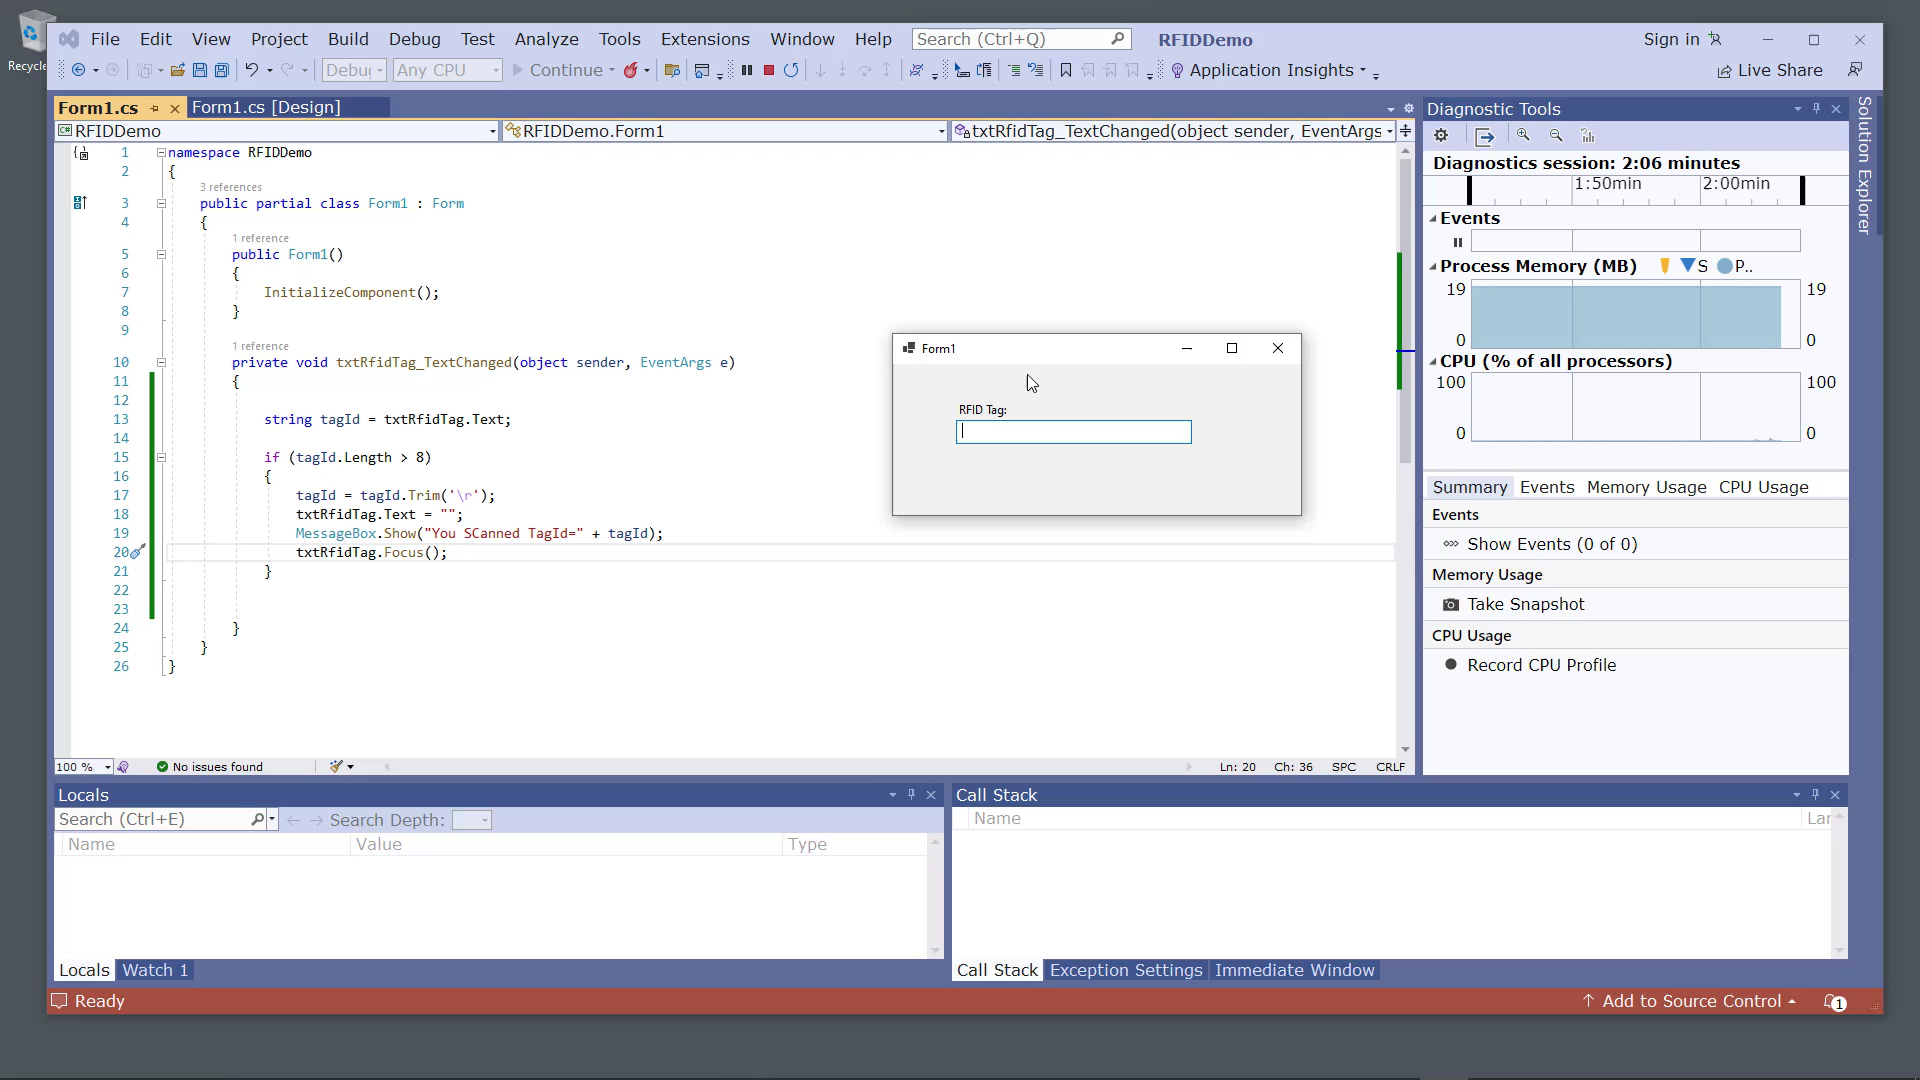 Recycle
File Edit View Project Build Debug Test Analyze Tools Extensions Window Help Search (Ctrl+Q) RFIDDemo Sign in
Debug Any CPU Continue Application Insights Live Share
Form1.cs Form1.cs [Design]
RFIDDemo RFIDDemo.Form1 txtRfidTag_TextChanged(object sender, EventArgs
1 namespace RFIDDemo
2 {
3 references
3 public partial class Form1 : Form
4 {
1 reference
5 public Form1()
6 {
7 InitializeComponent();
8 }
9
1 reference
10 private void txtRfidTag_TextChanged(object sender, EventArgs e)
11 {
12
13 string tagId = txtRfidTag.Text;
14
15 if (tagId.Length > 8)
16 {
17 tagId = tagId.Trim('\r');
18 txtRfidTag.Text = "";
19 MessageBox.Show("You SCanned TagId=" + tagId);
20 txtRfidTag.Focus();
21 }
22
23
24 }
25 }
26 }
Form1
RFID Tag:
100 % No issues found Ln: 20 Ch: 36 SPC CRLF
Diagnostic Tools
Diagnostics session: 2:06 minutes
1:50min 2:00min
Events
Process Memory (MB) S P..
19 19
0 0
CPU (% of all processors)
100 100
0 0
Summary Events Memory Usage CPU Usage
Events
Show Events (0 of 0)
Memory Usage
Take Snapshot
CPU Usage
Record CPU Profile
Solution Explorer
Locals
Search (Ctrl+E) Search Depth:
Name Value Type
Locals Watch 1
Call Stack
Name Lar
Call Stack Exception Settings Immediate Window
Ready Add to Source Control 1